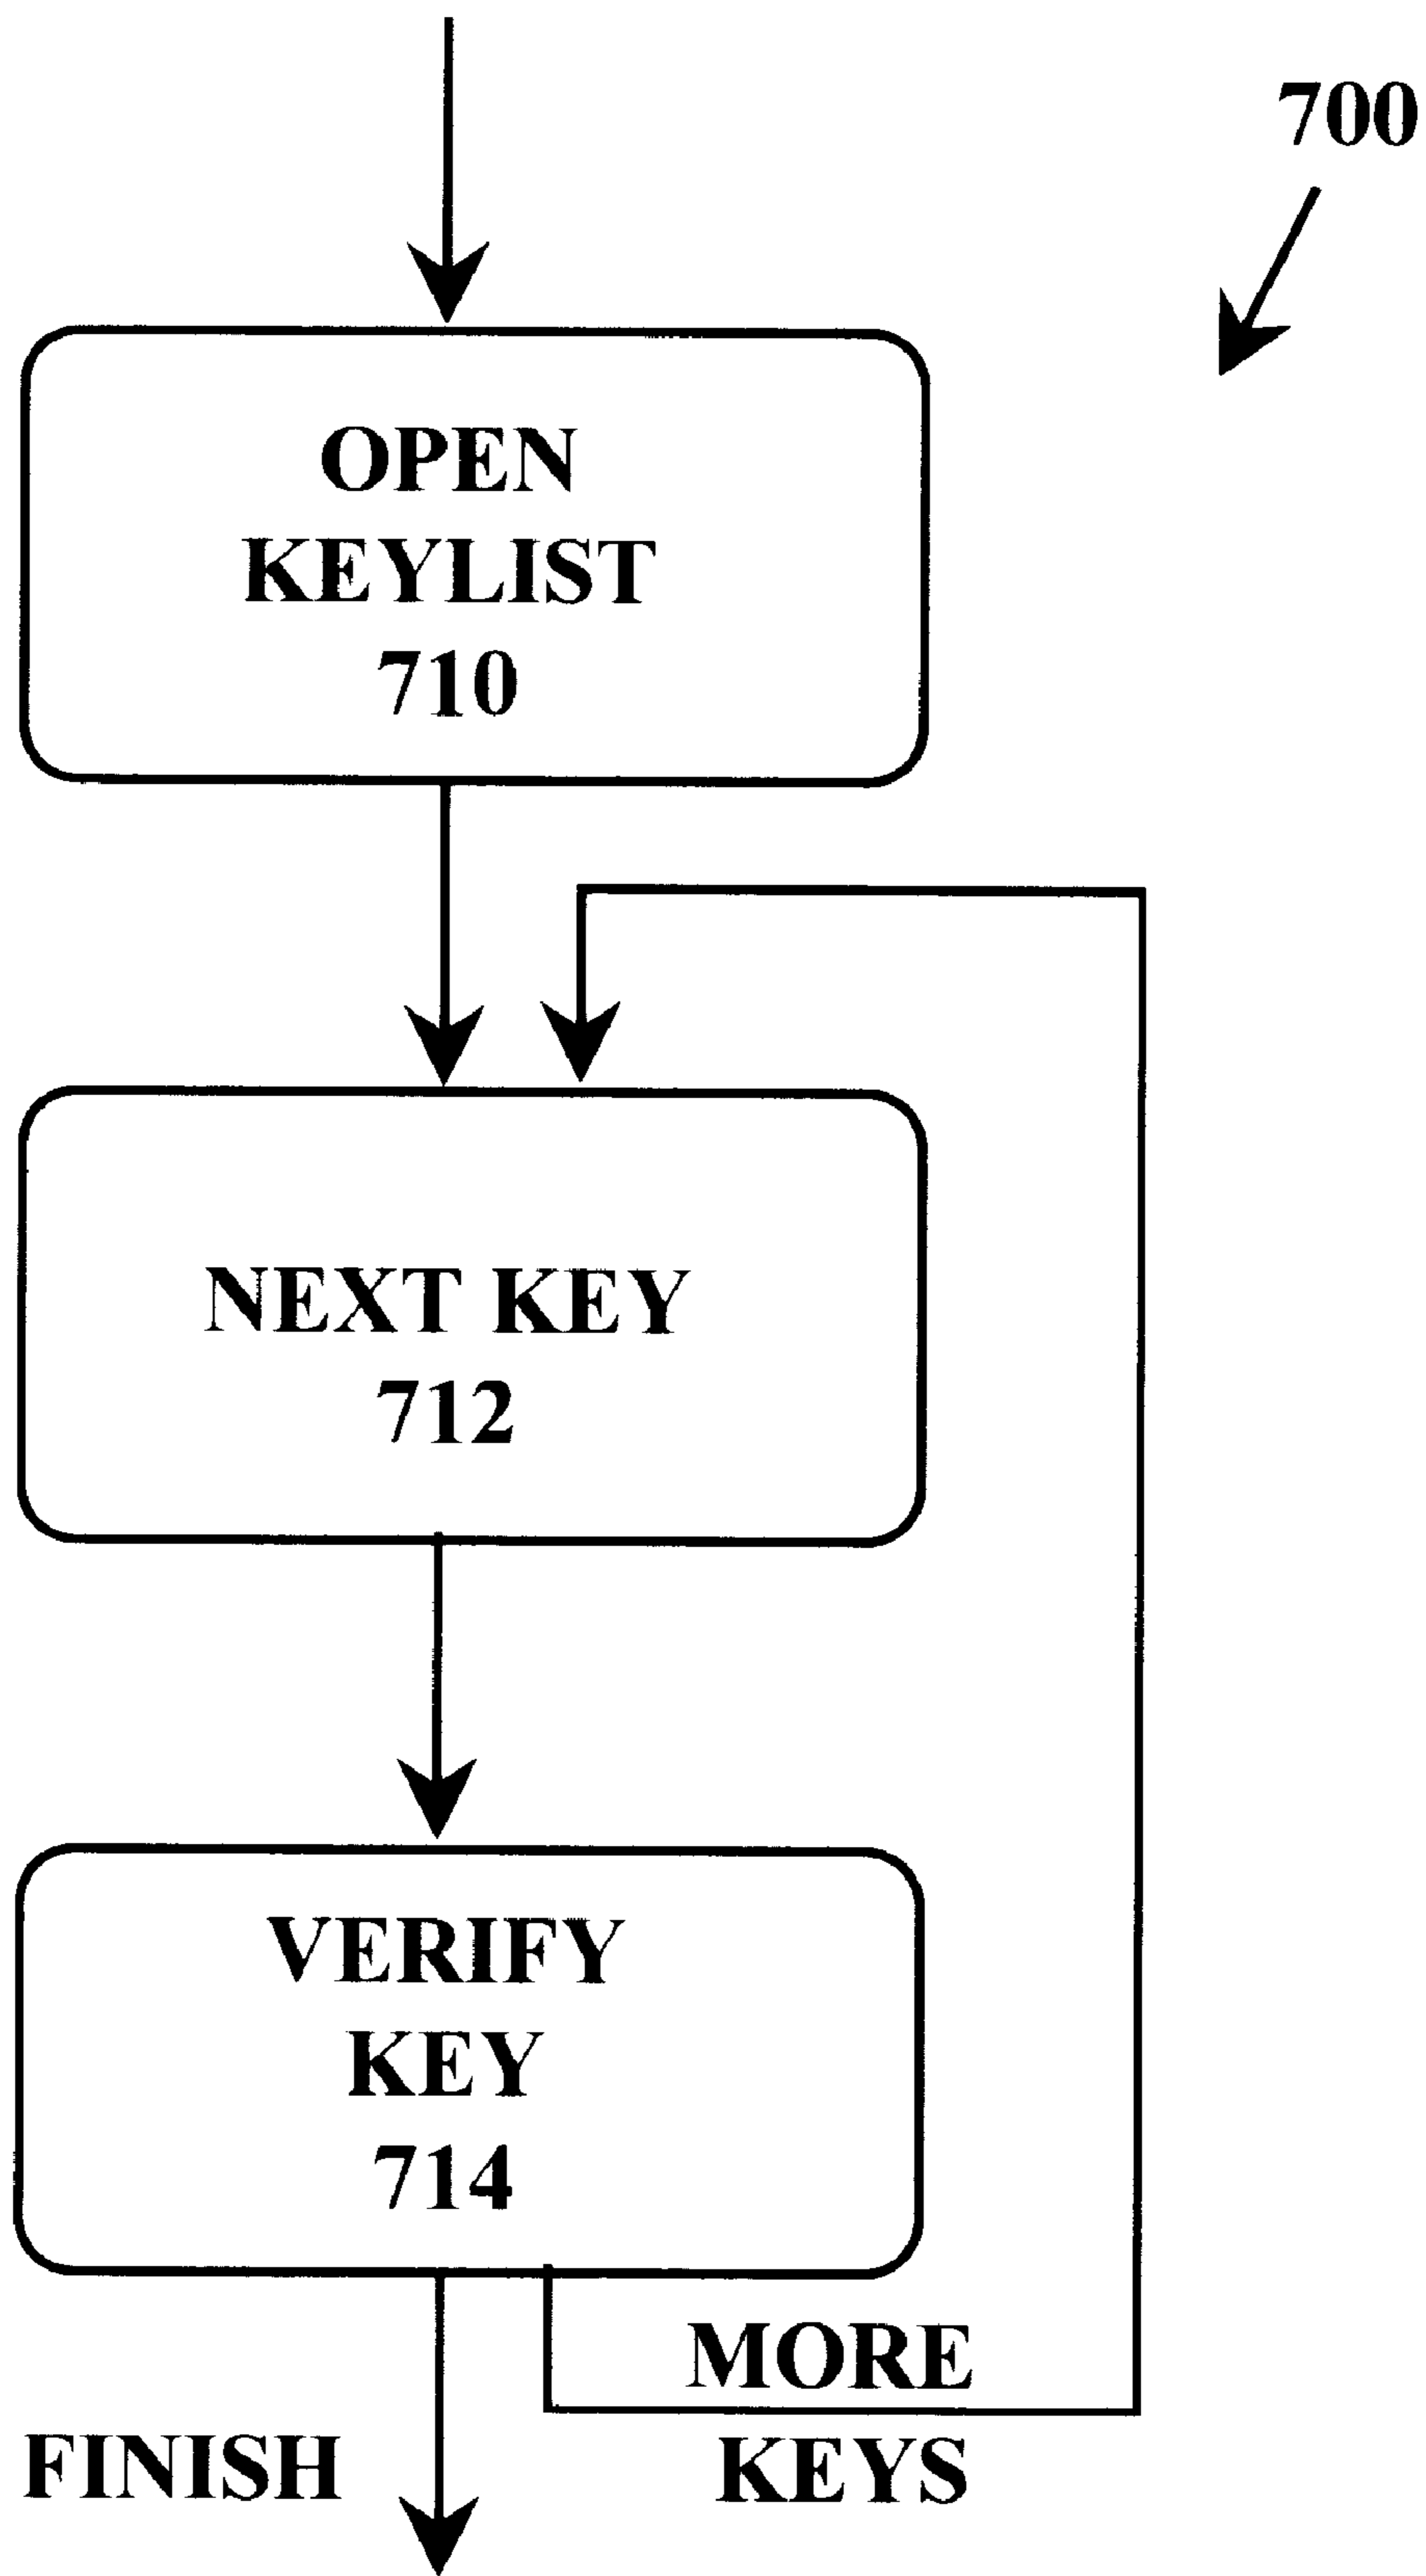 700
OPEN
KEYLIST
710
NEXT KEY
712
VERIFY
KEY
714
MORE
KEYS
FINISH